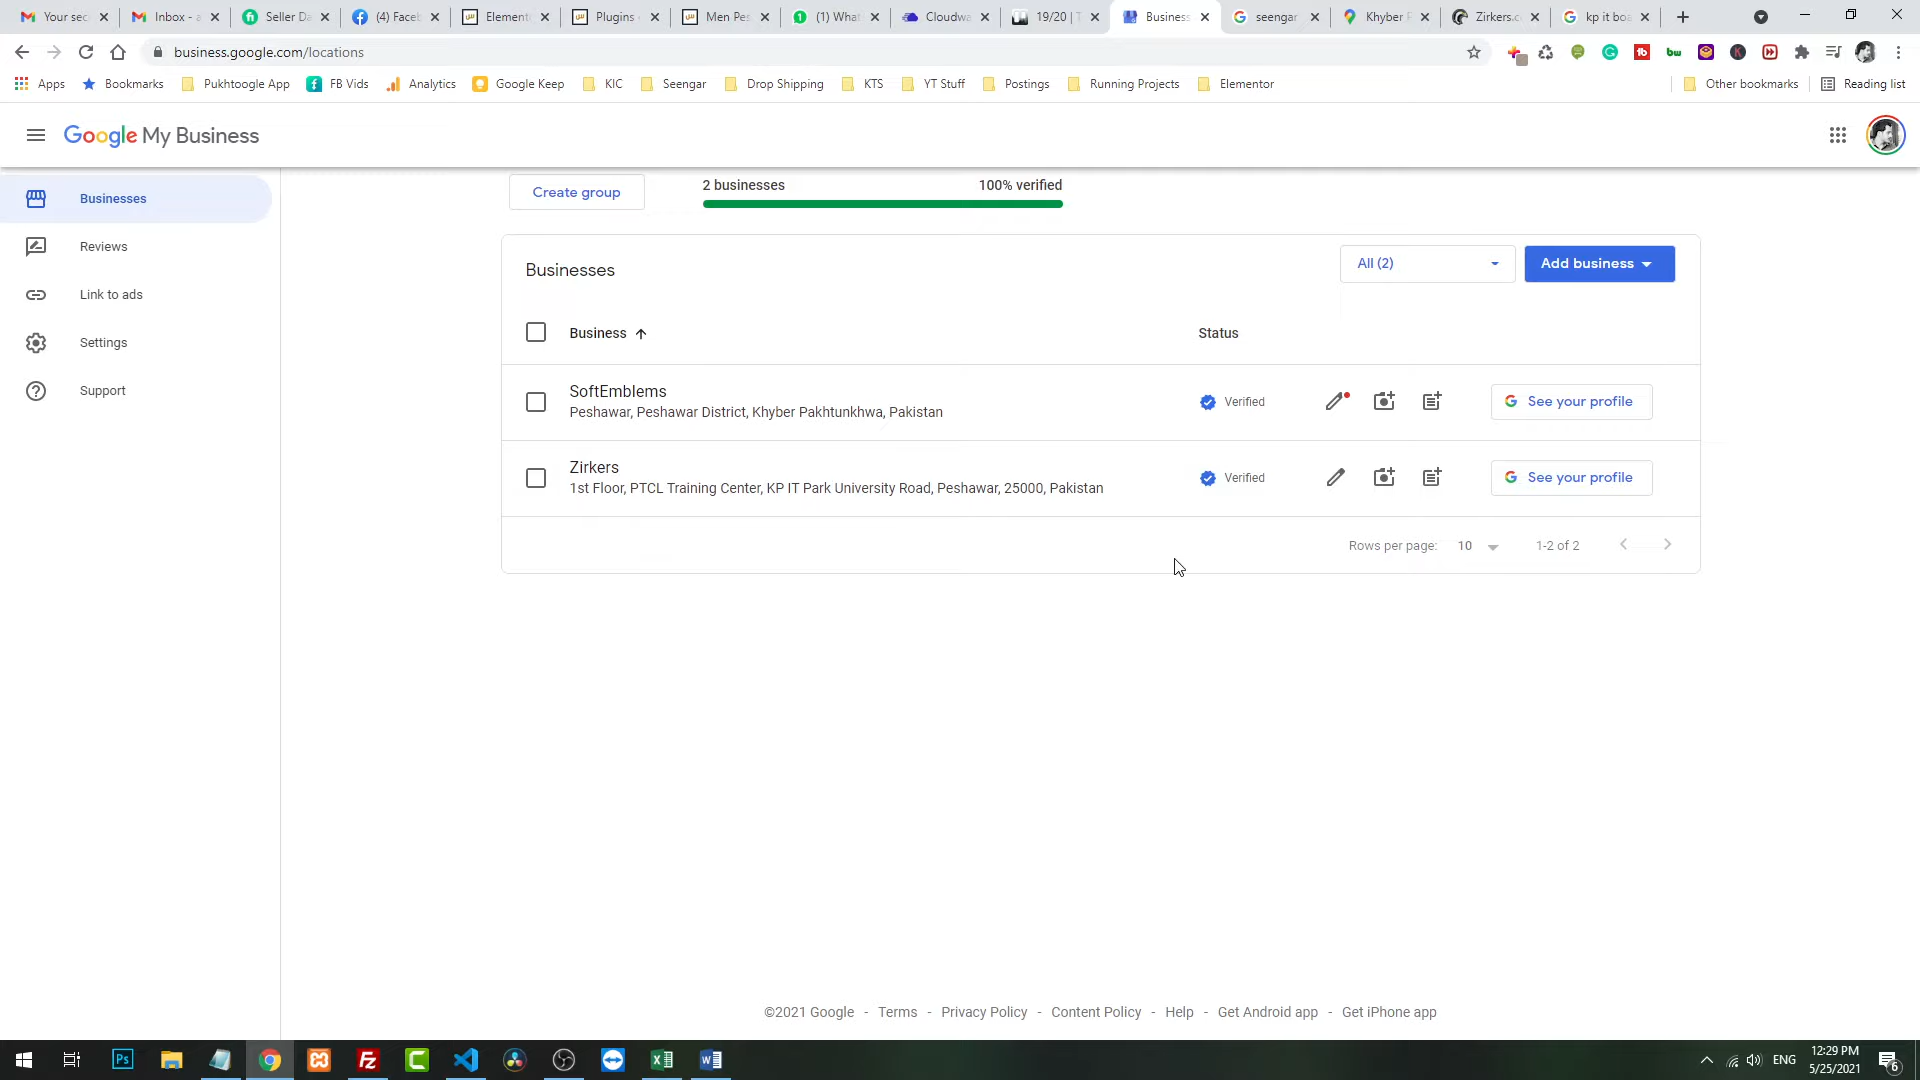 Your sec
Inbox - a
Seller Da
(4) Faceb
Element
Plugins
Men Pes
(1) What
Cloudwa
19/20 | T
Business
seengar
Khyber P
Zirkers.c
kp it boa
business.google.com/locations
Apps
Bookmarks
Pukhtoogle App
FB Vids
Analytics
Google Keep
KIC
Seengar
Drop Shipping
KTS
YT Stuff
Postings
Running Projects
Elementor
Other bookmarks
Reading list
Google My Business
Businesses
Reviews
Link to ads
Settings
Support
Create group
2 businesses
100% verified
Businesses
All (2)
Add business
Business
Status
SoftEmblems
Peshawar, Peshawar District, Khyber Pakhtunkhwa, Pakistan
Verified
See your profile
Zirkers
1st Floor, PTCL Training Center, KP IT Park University Road, Peshawar, 25000, Pakistan
Verified
See your profile
Rows per page:
10
1-2 of 2
©2021 Google - Terms - Privacy Policy - Content Policy - Help - Get Android app - Get iPhone app
Ps
Fz
ENG
12:29 PM
5/25/2021
6